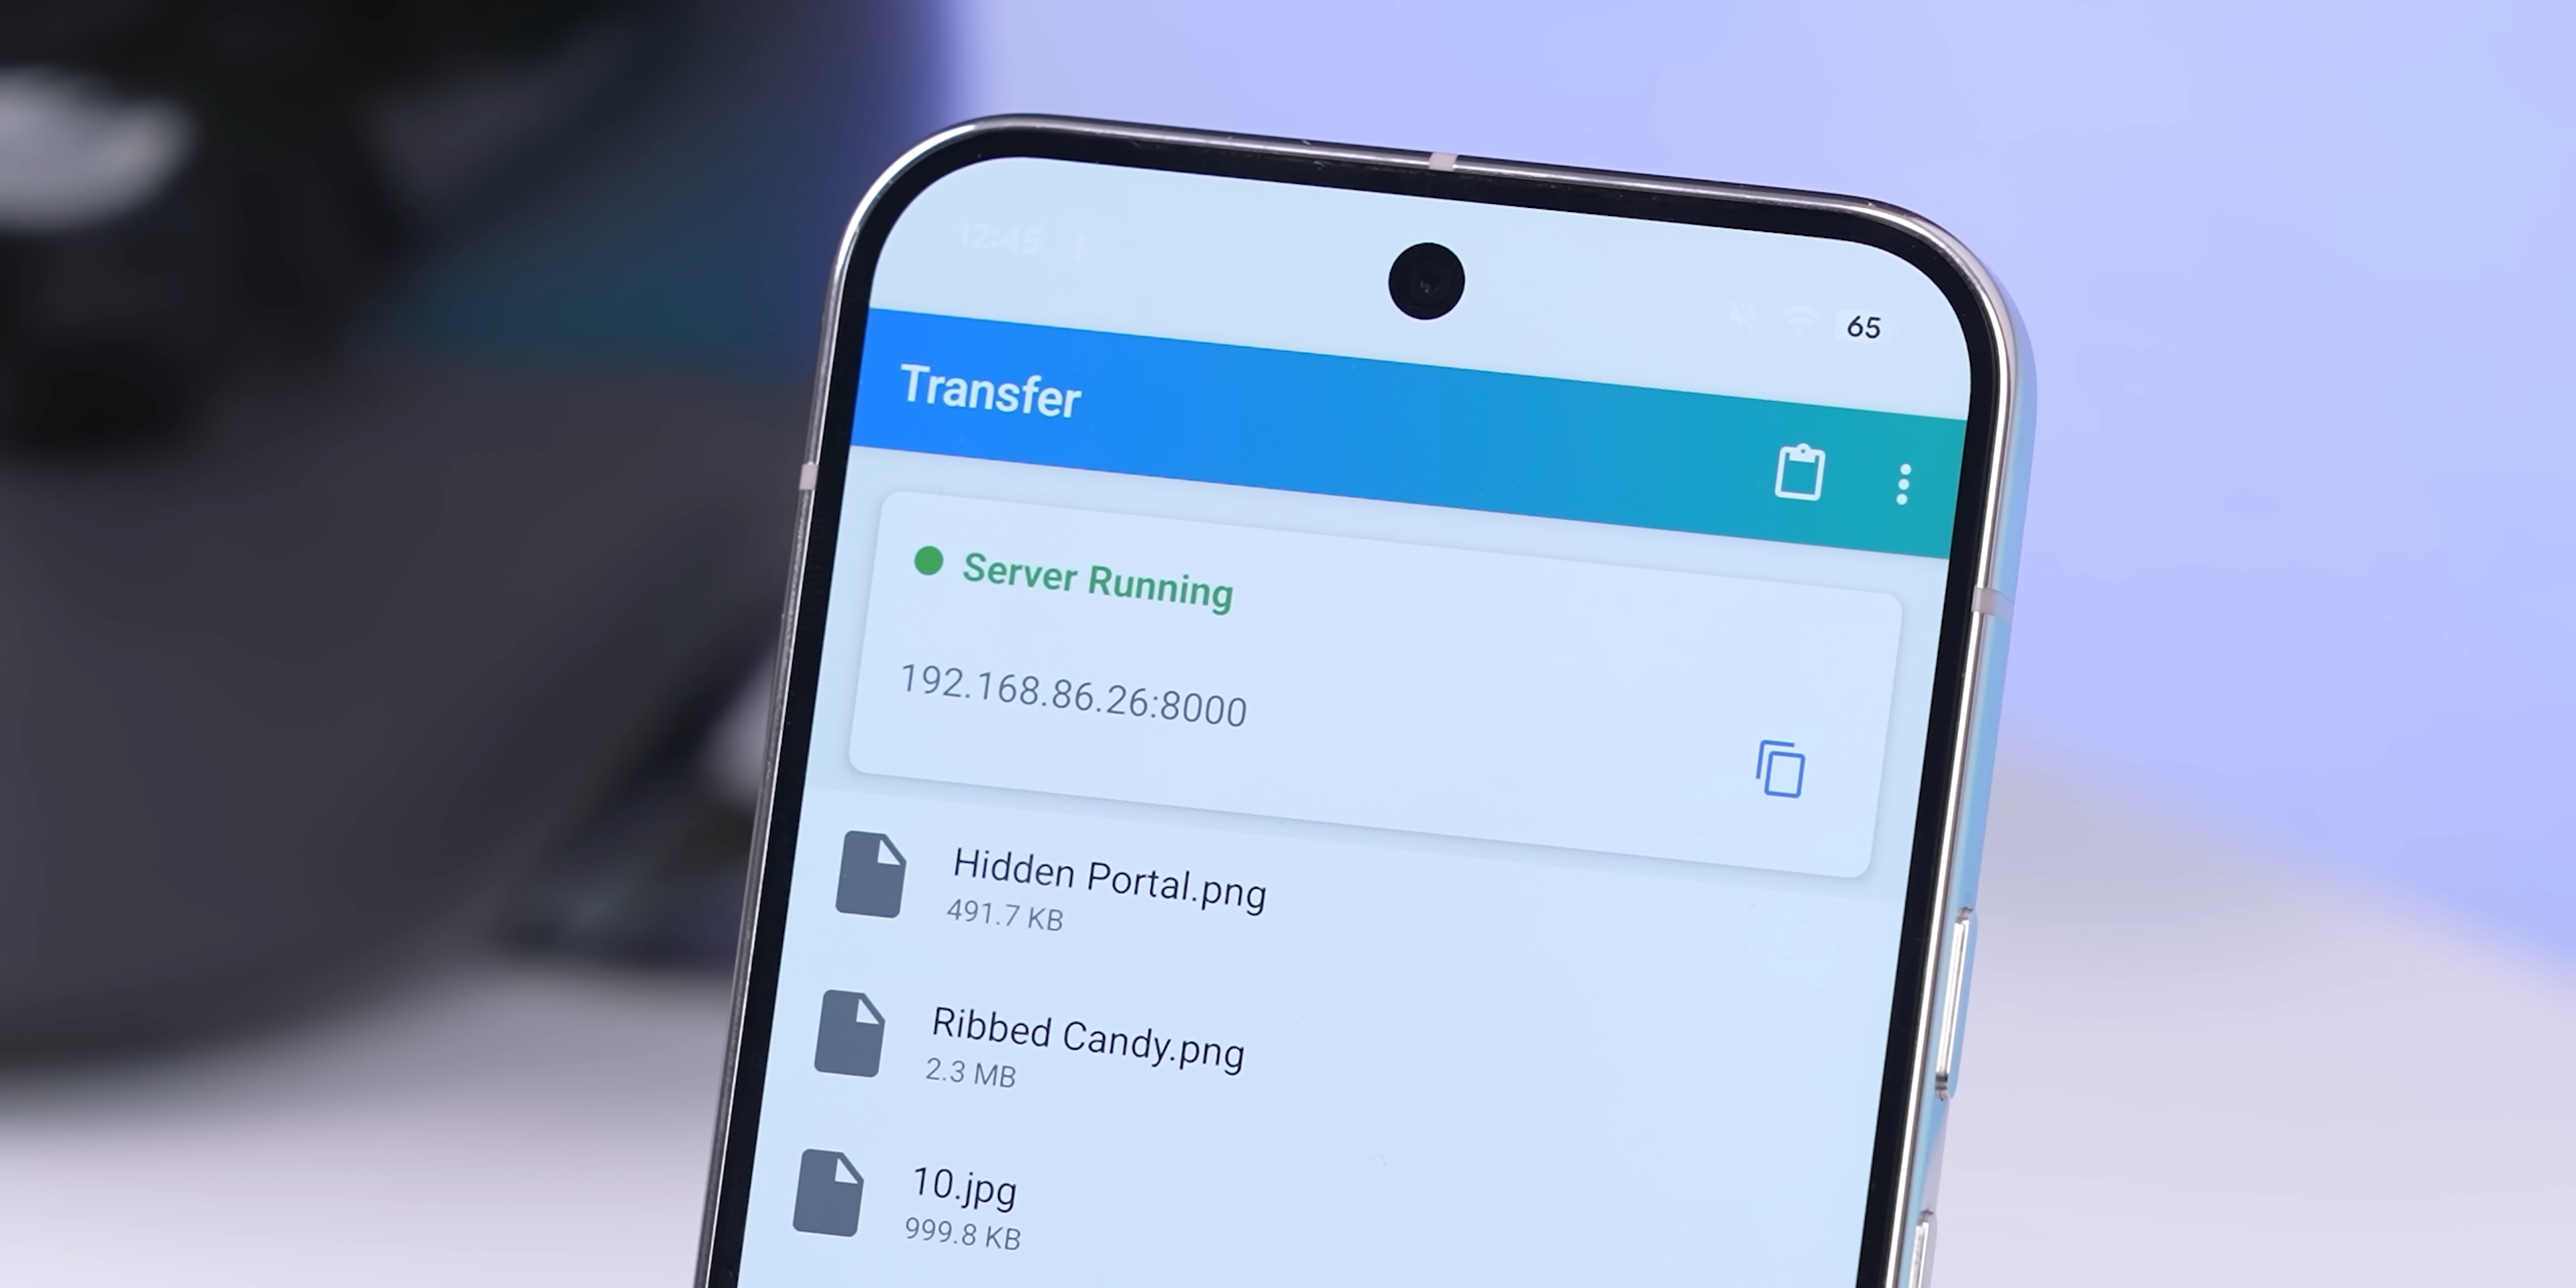 12:45
65
Transfer
Server Running
192.168.86.26:8000
Hidden Portal.png
491.7 KB
Ribbed Candy.png
2.3 MB
10.jpg
999.8 KB